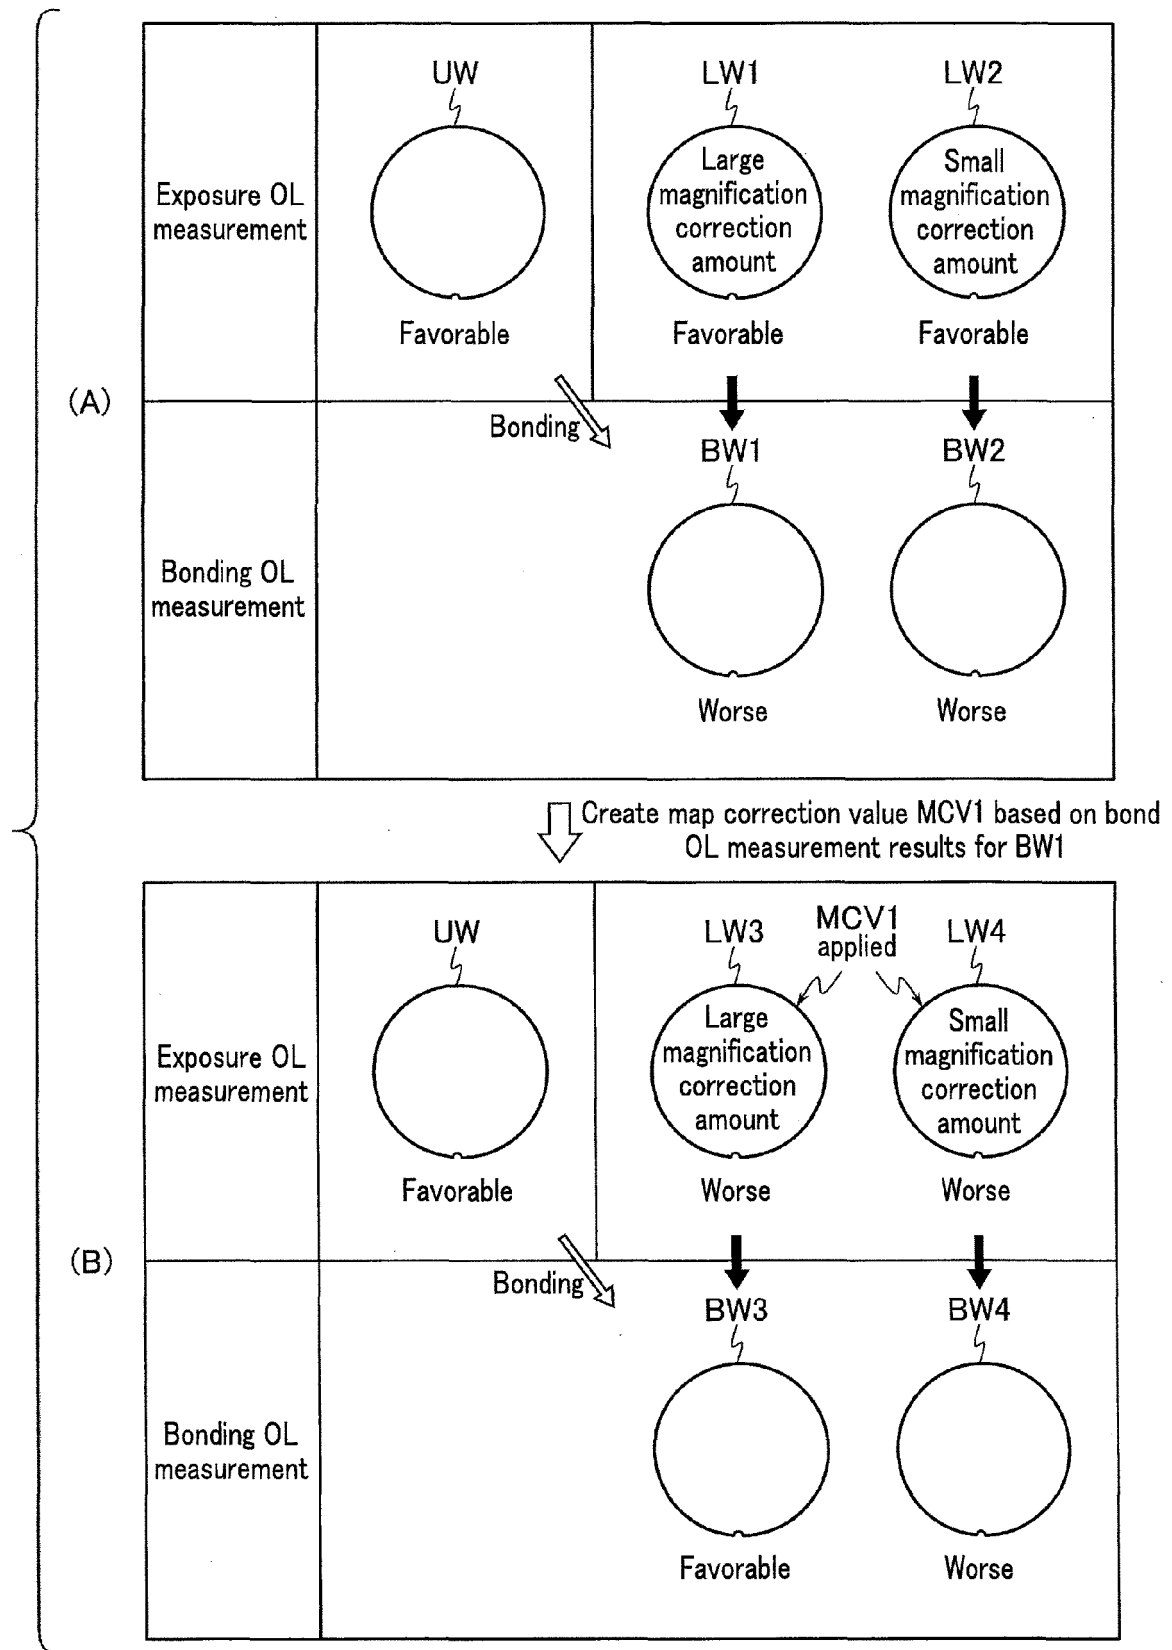 (A)
Exposure OL
measurement
UW
Favorable
LW1
Large
magnification
correction
amount
Favorable
LW2
Small
magnification
correction
amount
Favorable
Bonding
Bonding OL
measurement
BW1
Worse
BW2
Worse
Create map correction value MCV1 based on bond
OL measurement results for BW1
(B)
Exposure OL
measurement
UW
Favorable
LW3
Large
magnification
correction
amount
Worse
MCV1
applied
LW4
Small
magnification
correction
amount
Worse
Bonding
Bonding OL
measurement
BW3
Favorable
BW4
Worse